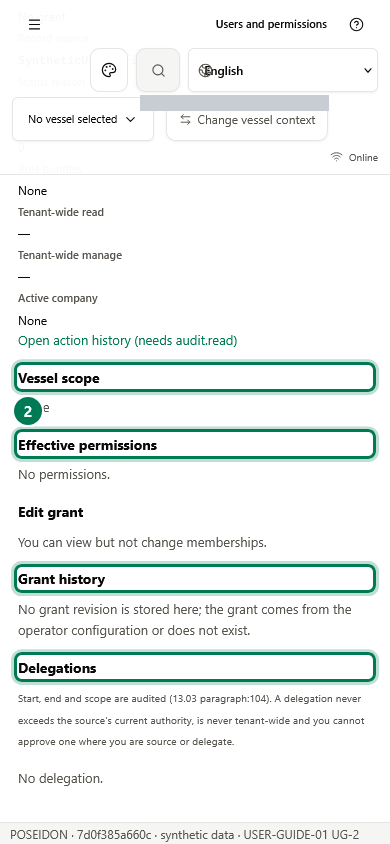 Users and permissions
English
No vessel selected
Change vessel context
Online
None
Tenant-wide read
—
Tenant-wide manage
—
Active company
None
Open action history (needs audit.read)
Vessel scope
2
Effective permissions
No permissions.
Edit grant
You can view but not change memberships.
Grant history
No grant revision is stored here; the grant comes from the
operator configuration or does not exist.
Delegations
Start, end and scope are audited (13.03 paragraph:104). A delegation never
exceeds the source's current authority, is never tenant-wide and you cannot
approve one where you are source or delegate.
No delegation.
POSEIDON · 7d0f385a660c · synthetic data · USER-GUIDE-01 UG-2